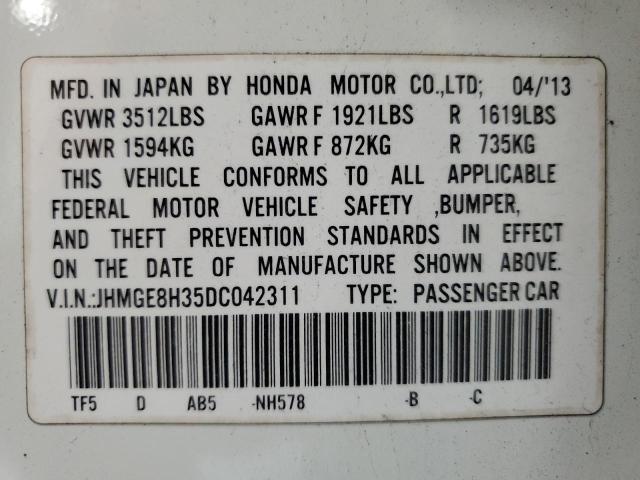 MFD. IN JAPAN BY HONDA MOTOR CO.,LTD; 04/'13
GVWR 3512LBS GAWR F 1921LBS R 1619LBS
GVWR 1594KG GAWR F 872KG R 735KG
THIS VEHICLE CONFORMS TO ALL APPLICABLE
FEDERAL MOTOR VEHICLE SAFETY ,BUMPER,
AND THEFT PREVENTION STANDARDS IN EFFECT
ON THE DATE OF MANUFACTURE SHOWN ABOVE.
V.I.N.:JHMGE8H35DC042311 TYPE: PASSENGER CAR
TF5 D AB5 -NH578 -B -C